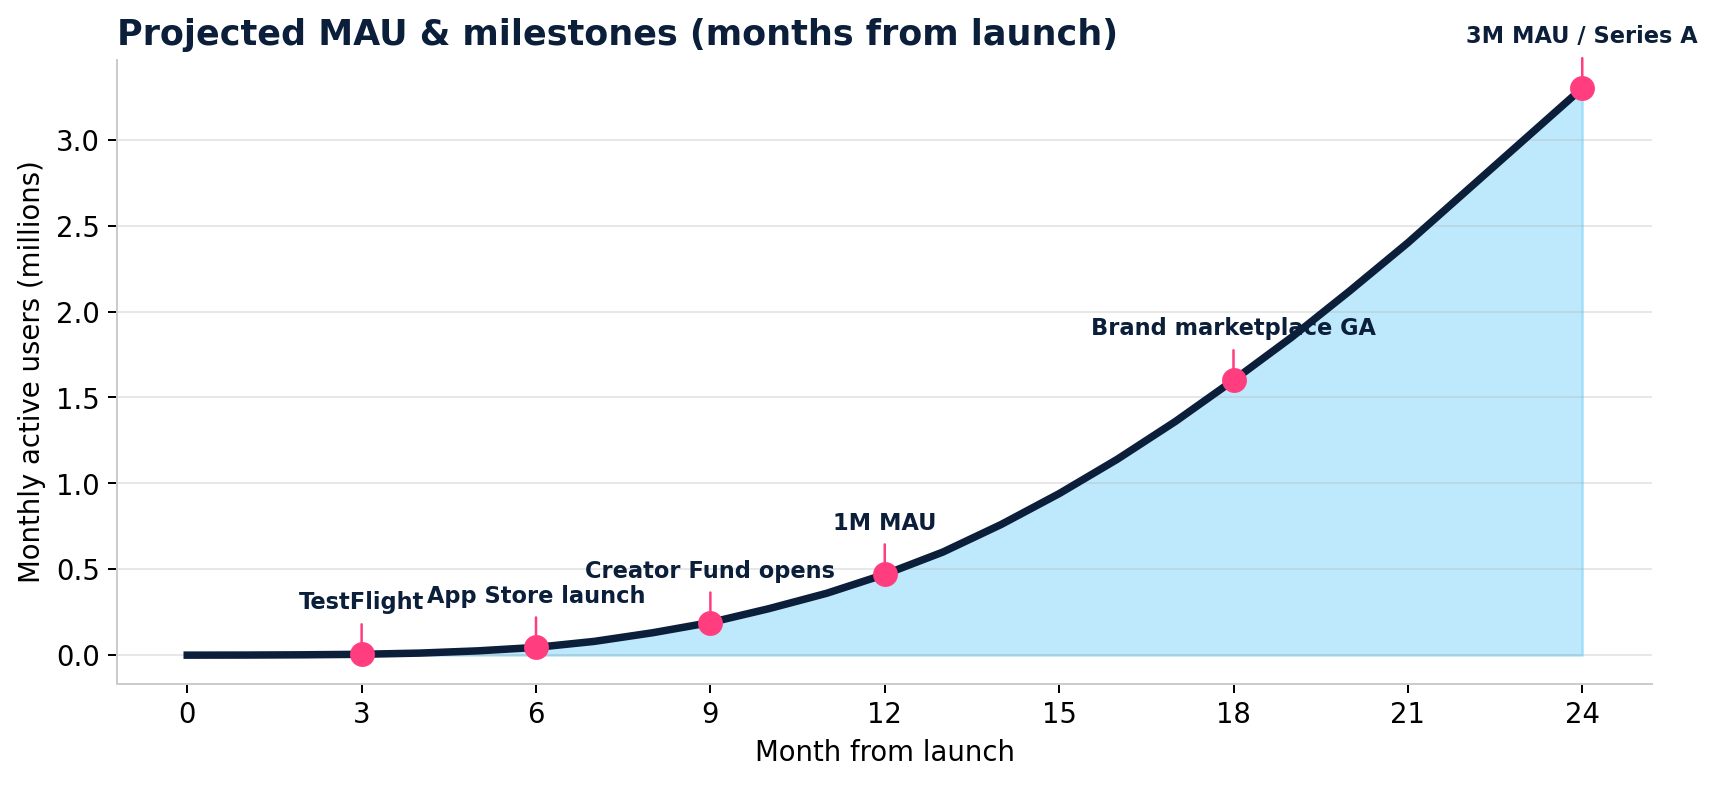 Projected MAU & milestones (months from launch)
3M MAU / Series A
Monthly active users (millions)
3.0
2.5
2.0
1.5
1.0
0.5
0.0
Brand marketplace GA
1M MAU
Creator Fund opens
App Store launch
TestFlight
0 3 6 9 12 15 18 21 24
Month from launch